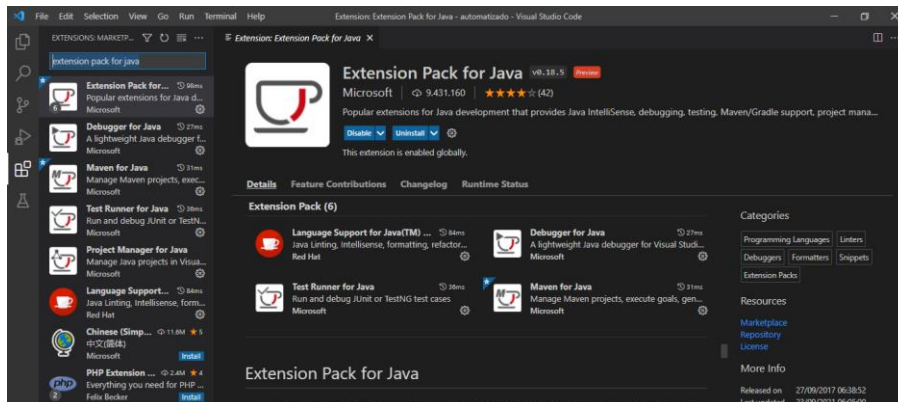 File Edit Selection View Go Run Terminal Help
Extension: Extension Pack for Java - automatizado - Visual Studio Code
EXTENSIONS: MARKETP...
extension pack for java
Extension Pack for... 98ms
Popular extensions for Java d...
Microsoft
Debugger for Java 27ms
A lightweight Java debugger f...
Microsoft
Maven for Java 31ms
Manage Maven projects, exec...
Microsoft
Test Runner for Java 36ms
Run and debug JUnit or TestN...
Microsoft
Project Manager for Java
Manage Java projects in Visua...
Microsoft
Language Support... 84ms
Java Linting, Intellisense, form...
Red Hat
Chinese (Simp... 11.6M ★ 5
中文(简体)
Microsoft Install
PHP Extension ... 2.4M ★ 4
Everything you need for PHP ...
Felix Becker Install
Extension: Extension Pack for Java
Extension Pack for Java v0.18.5 Preview
Microsoft 9.431.160 (42)
Popular extensions for Java development that provides Java IntelliSense, debugging, testing, Maven/Gradle support, project mana...
Disable Uninstall
This extension is enabled globally.
Details Feature Contributions Changelog Runtime Status
Extension Pack (6)
Language Support for Java(TM) ... 84ms
Java Linting, Intellisense, formatting, refactor...
Red Hat
Debugger for Java 27ms
A lightweight Java debugger for Visual Studi...
Microsoft
Test Runner for Java 36ms
Run and debug JUnit or TestNG test cases
Microsoft
Maven for Java 31ms
Manage Maven projects, execute goals, gen...
Microsoft
Extension Pack for Java
Categories
Programming Languages Linters
Debuggers Formatters Snippets
Extension Packs
Resources
Marketplace
Repository
License
More Info
Released on 27/09/2017 06:38:52